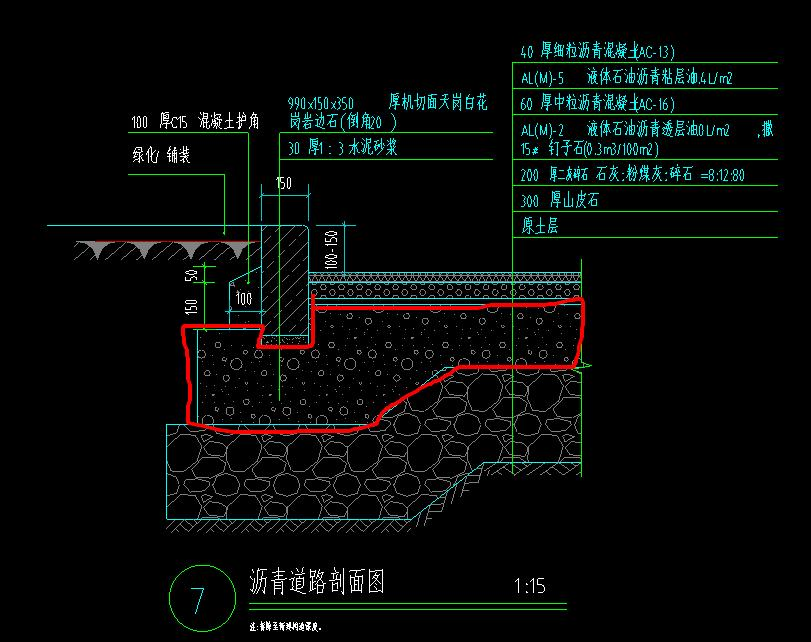 40 厚细粒沥青混凝土(AC-13)
AL(M)-5 液体石油沥青粘层油.4L/m2
60 厚中粒沥青混凝土(AC-16)
AL(M)-2 液体石油沥青透层油0L/m2 ,撒
15# 钉子石(0.3m3/100m2)
200 厚二灰碎石 石灰:粉煤灰:碎石 =8:12:80
300 厚山皮石
原土层
990x150x350 厚机切面天岗白花
岗岩边石(倒角20 )
30 厚1:3水泥砂浆
100 厚C15 混凝土护角
绿化/铺装
150
100-150
50
150
100
7
沥青道路剖面图
1:15